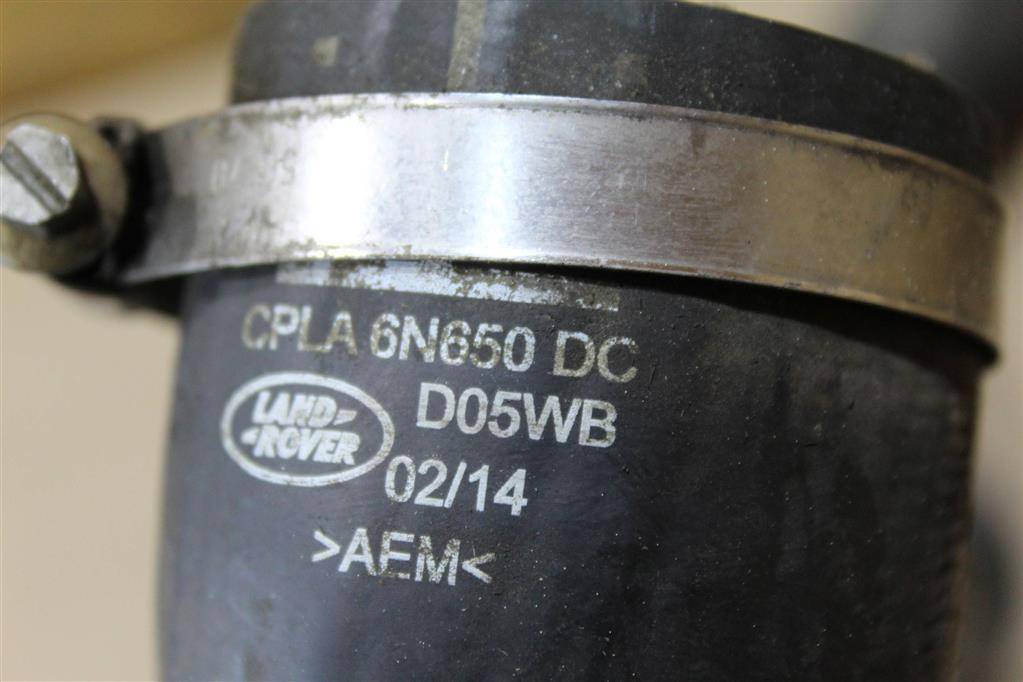 CPLA 6N650 DC
LAND
ROVER
D05WB
02/14
>AEM<